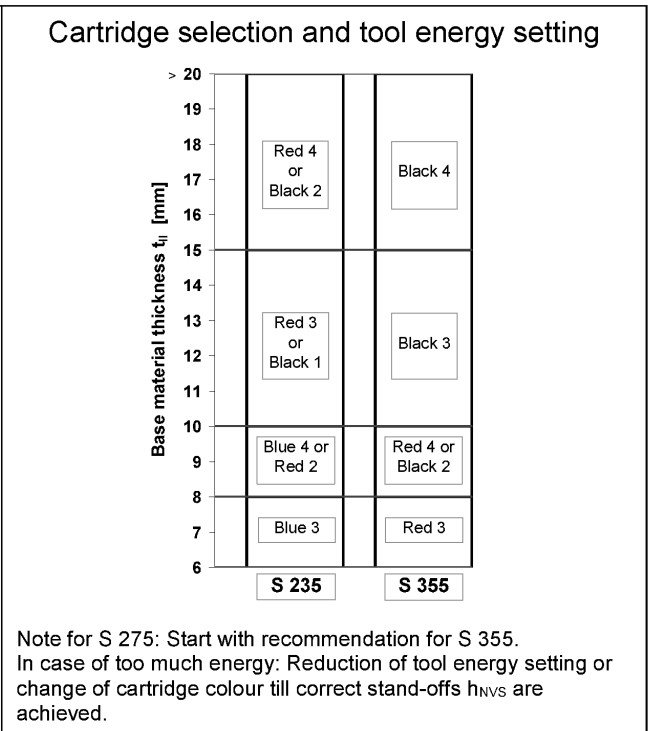 Cartridge selection and tool energy setting
Base material thickness tII [mm]
> 20
19
18
17
16
15
14
13
12
11
10
9
8
7
6
Red 4
or
Black 2
Black 4
Red 3
or
Black 1
Black 3
Blue 4 or
Red 2
Red 4 or
Black 2
Blue 3
Red 3
S 235
S 355
Note for S 275: Start with recommendation for S 355.
In case of too much energy: Reduction of tool energy setting or
change of cartridge colour till correct stand-offs hNVS are
achieved.